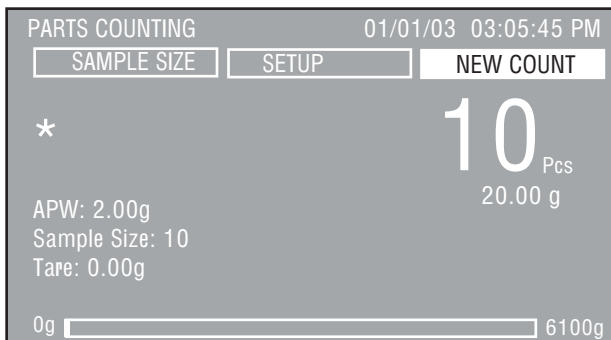 PARTS COUNTING 01/01/03 03:05:45 PM
SAMPLE SIZE SETUP NEW COUNT
* 10 Pcs
20.00 g
APW: 2.00g
Sample Size: 10
Tare: 0.00g
0g 6100g